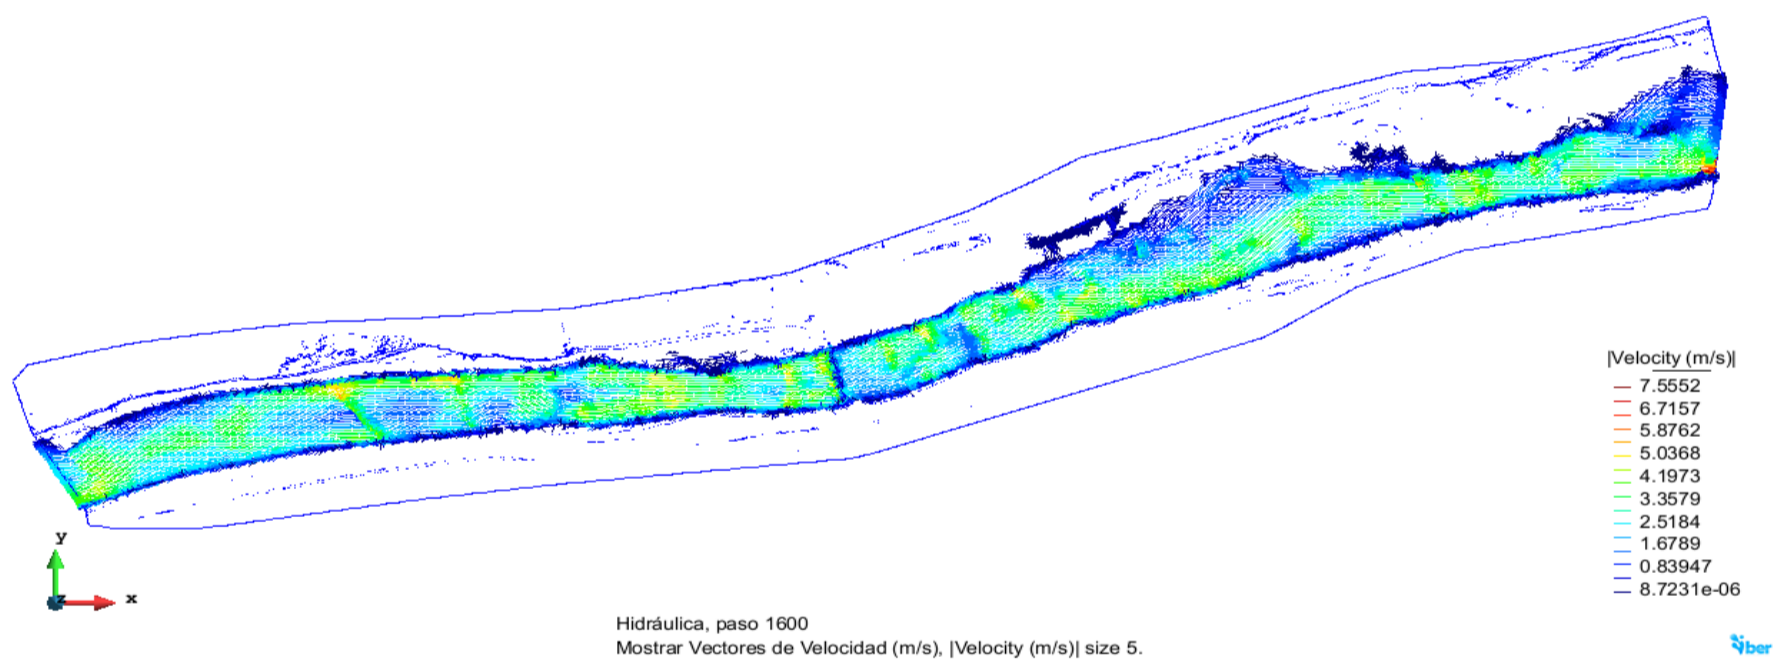 |Velocity (m/s)|
7.5552
6.7157
5.8762
5.0368
4.1973
3.3579
2.5184
1.6789
0.83947
8.7231e-06
y
z
x
Hidráulica, paso 1600
Mostrar Vectores de Velocidad (m/s), |Velocity (m/s)| size 5.
iber